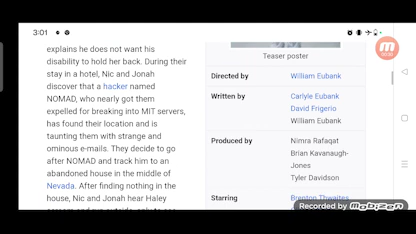 3:01
explains he does not want his
disability to hold her back. During their
stay in a hotel, Nic and Jonah
discover that a hacker named
NOMAD, who nearly got them
expelled for breaking into MIT servers,
has found their location and is
taunting them with strange and
ominous e-mails. They decide to go
after NOMAD and track him to an
abandoned house in the middle of
Nevada. After finding nothing in the
house, Nic and Jonah hear Haley
Teaser poster
Directed by William Eubank
Written by Carlyle Eubank
David Frigerio
William Eubank
Produced by Nimra Rafaqat
Brian Kavanaugh-
Jones
Tyler Davidson
Starring Brenton Thwaites
Recorded by Mobizen